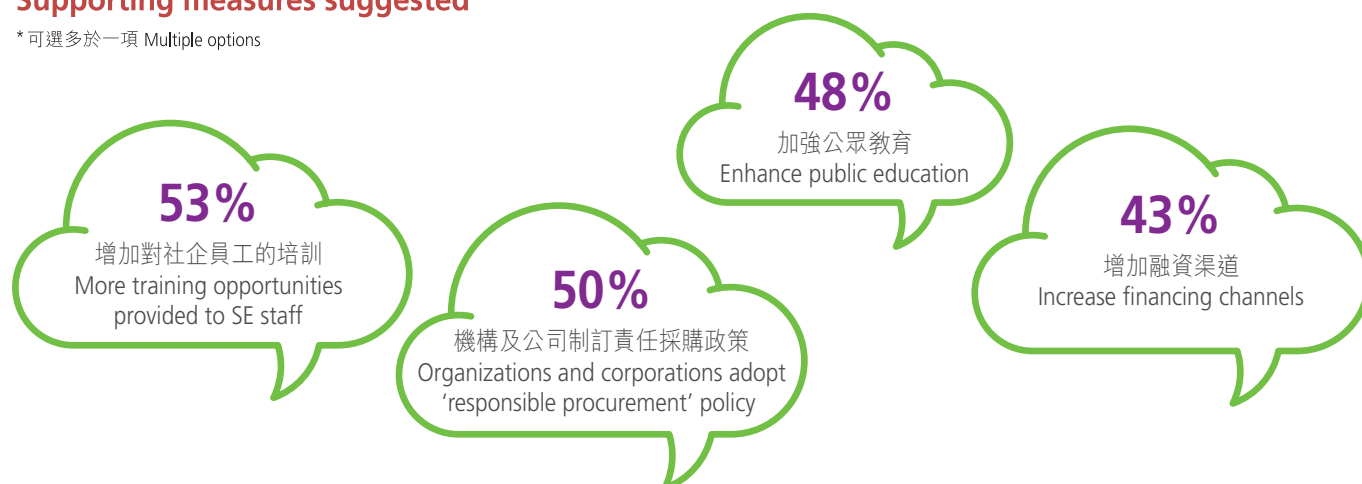 Supporting measures suggested
*可選多於一項 Multiple options
53%
增加對社企員工的培訓
More training opportunities
provided to SE staff
50%
機構及公司制訂責任採購政策
Organizations and corporations adopt
‘responsible procurement’ policy
48%
加強公眾教育
Enhance public education
43%
增加融資渠道
Increase financing channels